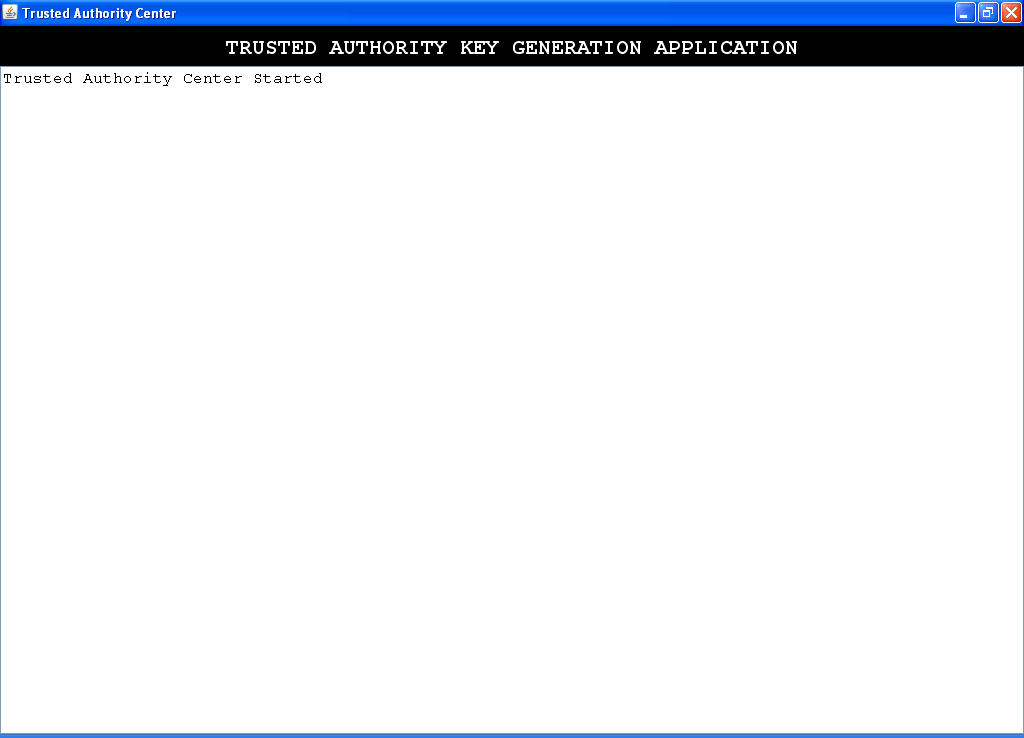 Trusted Authority Center
TRUSTED AUTHORITY KEY GENERATION APPLICATION
Trusted Authority Center Started